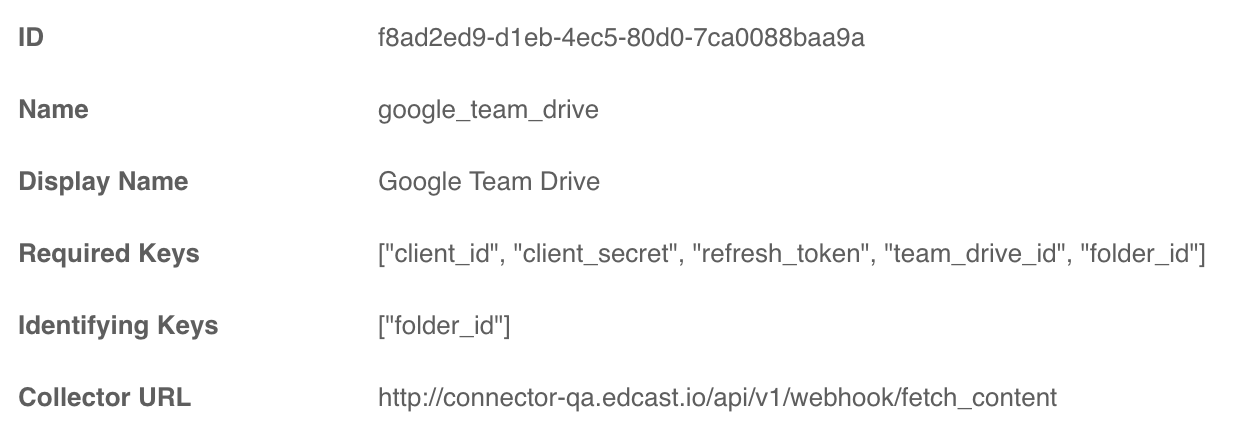 ID f8ad2ed9-d1eb-4ec5-80d0-7ca0088baa9a
Name google_team_drive
Display Name Google Team Drive
Required Keys ["client_id", "client_secret", "refresh_token", "team_drive_id", "folder_id"]
Identifying Keys ["folder_id"]
Collector URL http://connector-qa.edcast.io/api/v1/webhook/fetch_content